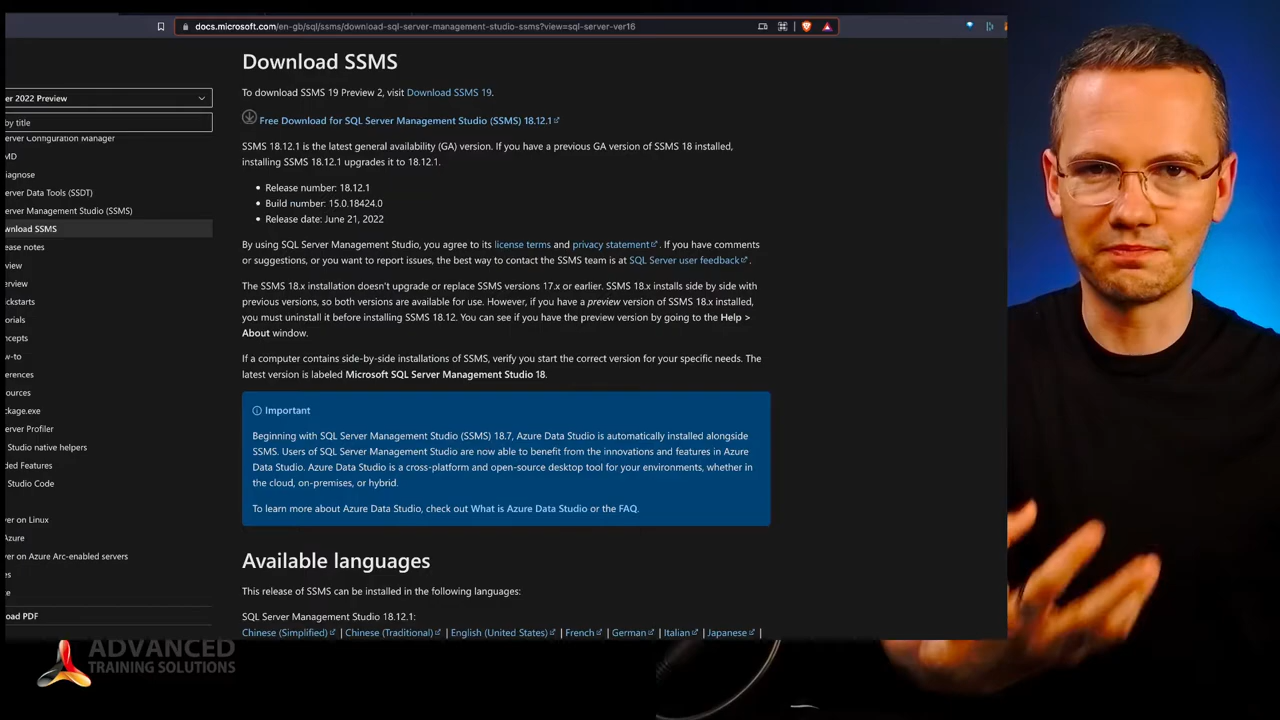 docs.microsoft.com/en-gb/sql/ssms/download-sql-server-management-studio-ssms?view=sql-server-ver16
er 2022 Preview
by title
erver Configuration Manager
MD
iagnose
erver Data Tools (SSDT)
erver Management Studio (SSMS)
wnload SSMS
ease notes
view
erview
ckstarts
orials
ncepts
w-to
erences
ources
ckage.exe
erver Profiler
Studio native helpers
ded Features
Studio Code
er on Linux
Azure
er on Azure Arc-enabled servers
es
te
oad PDF
Download SSMS
To download SSMS 19 Preview 2, visit Download SSMS 19.
Free Download for SQL Server Management Studio (SSMS) 18.12.1
SSMS 18.12.1 is the latest general availability (GA) version. If you have a previous GA version of SSMS 18 installed,
installing SSMS 18.12.1 upgrades it to 18.12.1.
• Release number: 18.12.1
• Build number: 15.0.18424.0
• Release date: June 21, 2022
By using SQL Server Management Studio, you agree to its license terms and privacy statement. If you have comments
or suggestions, or you want to report issues, the best way to contact the SSMS team is at SQL Server user feedback.
The SSMS 18.x installation doesn't upgrade or replace SSMS versions 17.x or earlier. SSMS 18.x installs side by side with
previous versions, so both versions are available for use. However, if you have a preview version of SSMS 18.x installed,
you must uninstall it before installing SSMS 18.12. You can see if you have the preview version by going to the Help >
About window.
If a computer contains side-by-side installations of SSMS, verify you start the correct version for your specific needs. The
latest version is labeled Microsoft SQL Server Management Studio 18.
Important
Beginning with SQL Server Management Studio (SSMS) 18.7, Azure Data Studio is automatically installed alongside
SSMS. Users of SQL Server Management Studio are now able to benefit from the innovations and features in Azure
Data Studio. Azure Data Studio is a cross-platform and open-source desktop tool for your environments, whether in
the cloud, on-premises, or hybrid.
To learn more about Azure Data Studio, check out What is Azure Data Studio or the FAQ.
Available languages
This release of SSMS can be installed in the following languages:
SQL Server Management Studio 18.12.1:
Chinese (Simplified) | Chinese (Traditional) | English (United States) | French | German | Italian | Japanese |
ADVANCED
TRAINING SOLUTIONS